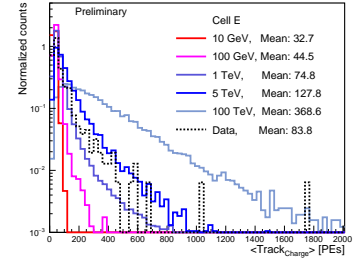 Preliminary
Cell E
10 GeV, Mean: 32.7
100 GeV, Mean: 44.5
1 TeV, Mean: 74.8
5 TeV, Mean: 127.8
100 TeV, Mean: 368.6
Data, Mean: 83.8
Normalized counts
1
10⁻¹
10⁻²
10⁻³
0 200 400 600 800 1000 1200 1400 1600 1800 2000
<Track_Charge> [PEs]